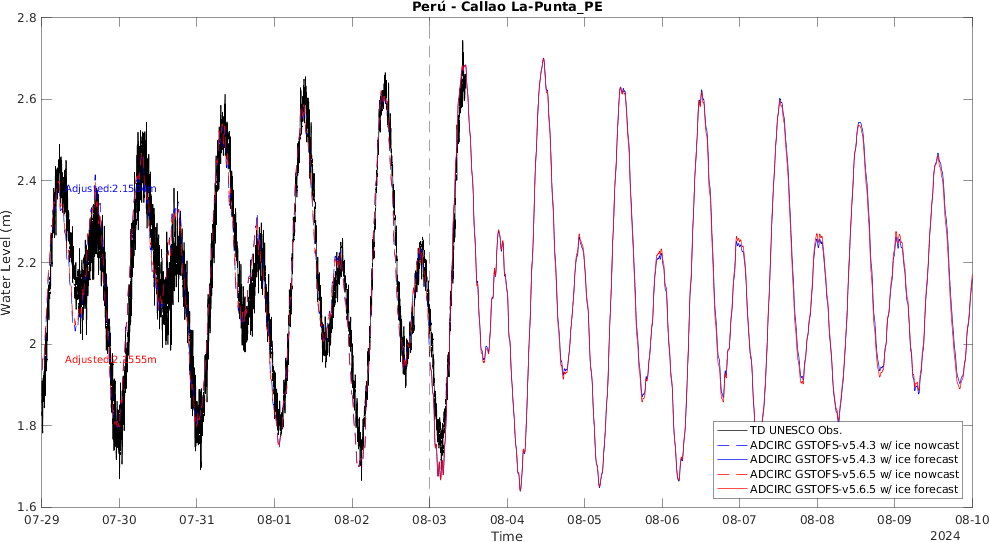 Perú - Callao La-Punta_PE
Water Level (m)
2.8
2.6
2.4
2.2
2
1.8
1.6
Adjusted:2.15
Adjusted:2.1555m
TD UNESCO Obs.
ADCIRC GSTOFS-v5.4.3 w/ ice nowcast
ADCIRC GSTOFS-v5.4.3 w/ ice forecast
ADCIRC GSTOFS-v5.6.5 w/ ice nowcast
ADCIRC GSTOFS-v5.6.5 w/ ice forecast
07-29 07-30 07-31 08-01 08-02 08-03 08-04 08-05 08-06 08-07 08-08 08-09 08-10
Time
2024